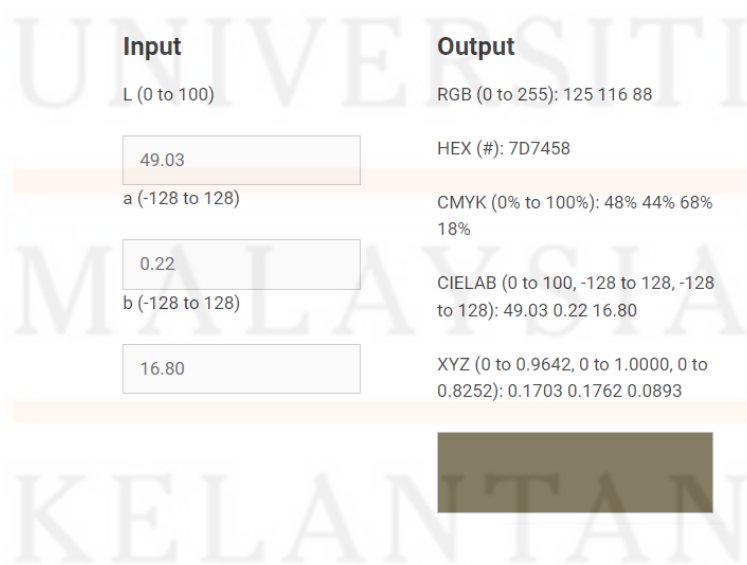 UNIVERSITI
Input
L (0 to 100)
49.03
a (-128 to 128)
0.22
b (-128 to 128)
16.80
Output
RGB (0 to 255): 125 116 88
HEX (#): 7D7458
CMYK (0% to 100%): 48% 44% 68%
18%
CIELAB (0 to 100, -128 to 128, -128
to 128): 49.03 0.22 16.80
XYZ (0 to 0.9642, 0 to 1.0000, 0 to
0.8252): 0.1703 0.1762 0.0893
MALAYSIA
KELANTAN